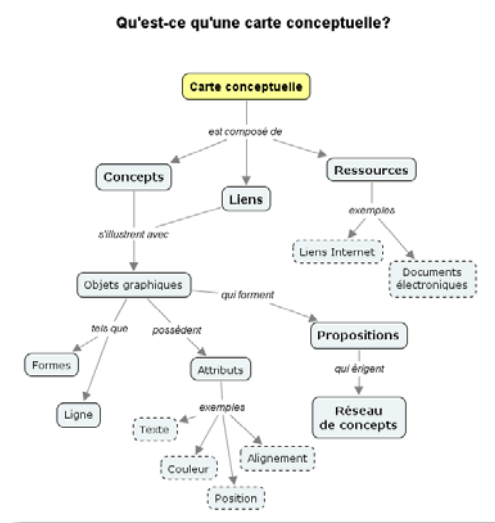 Qu'est-ce qu'une carte conceptuelle?
Carte conceptuelle
est composé de
Concepts
Liens
Ressources
s'illustrent avec
exemples
Liens Internet
Documents
électroniques
Objets graphiques
qui forment
tels que
possèdent
Propositions
Formes
Attributs
qui érigent
Ligne
exemples
Réseau
de concepts
Texte
Couleur
Alignement
Position